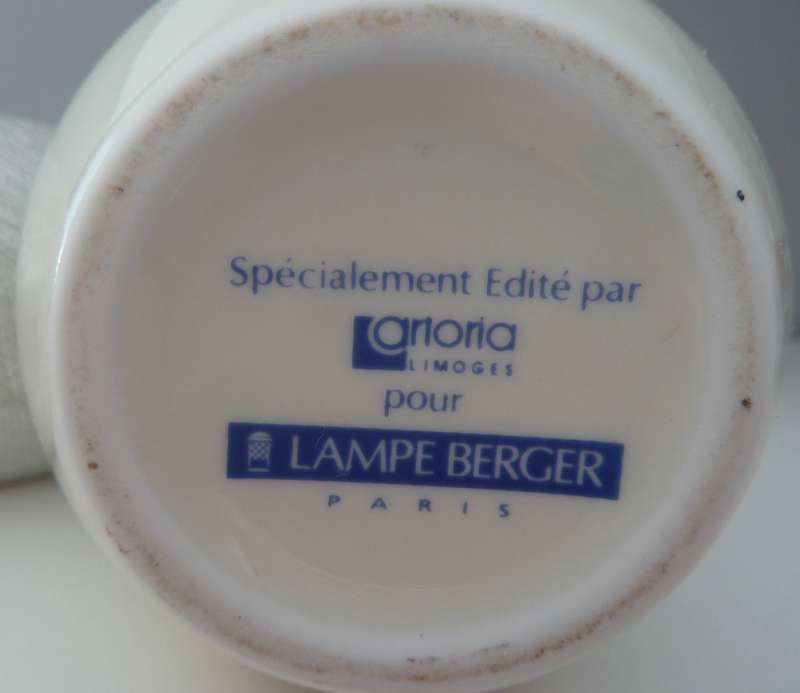 Spécialement Edité par
artoria
LIMOGES
pour
LAMPE BERGER
PARIS